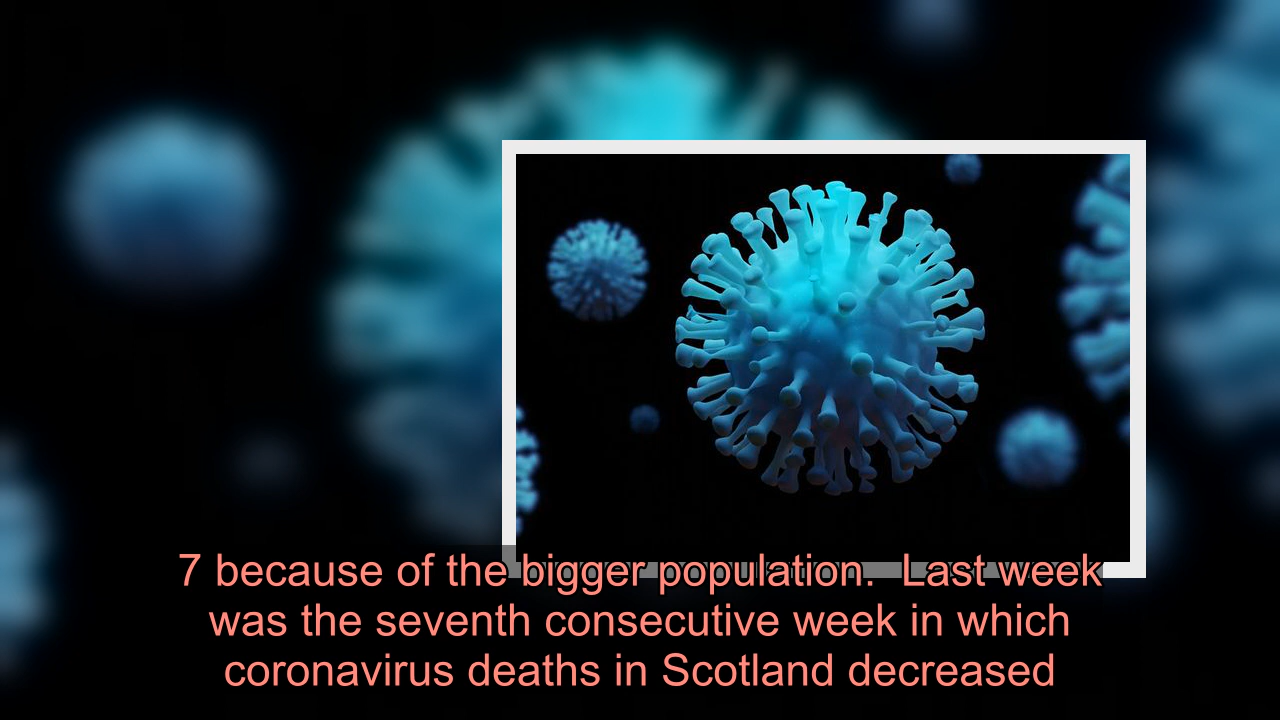 7 because of the bigger population.  Last week
was the seventh consecutive week in which
coronavirus deaths in Scotland decreased